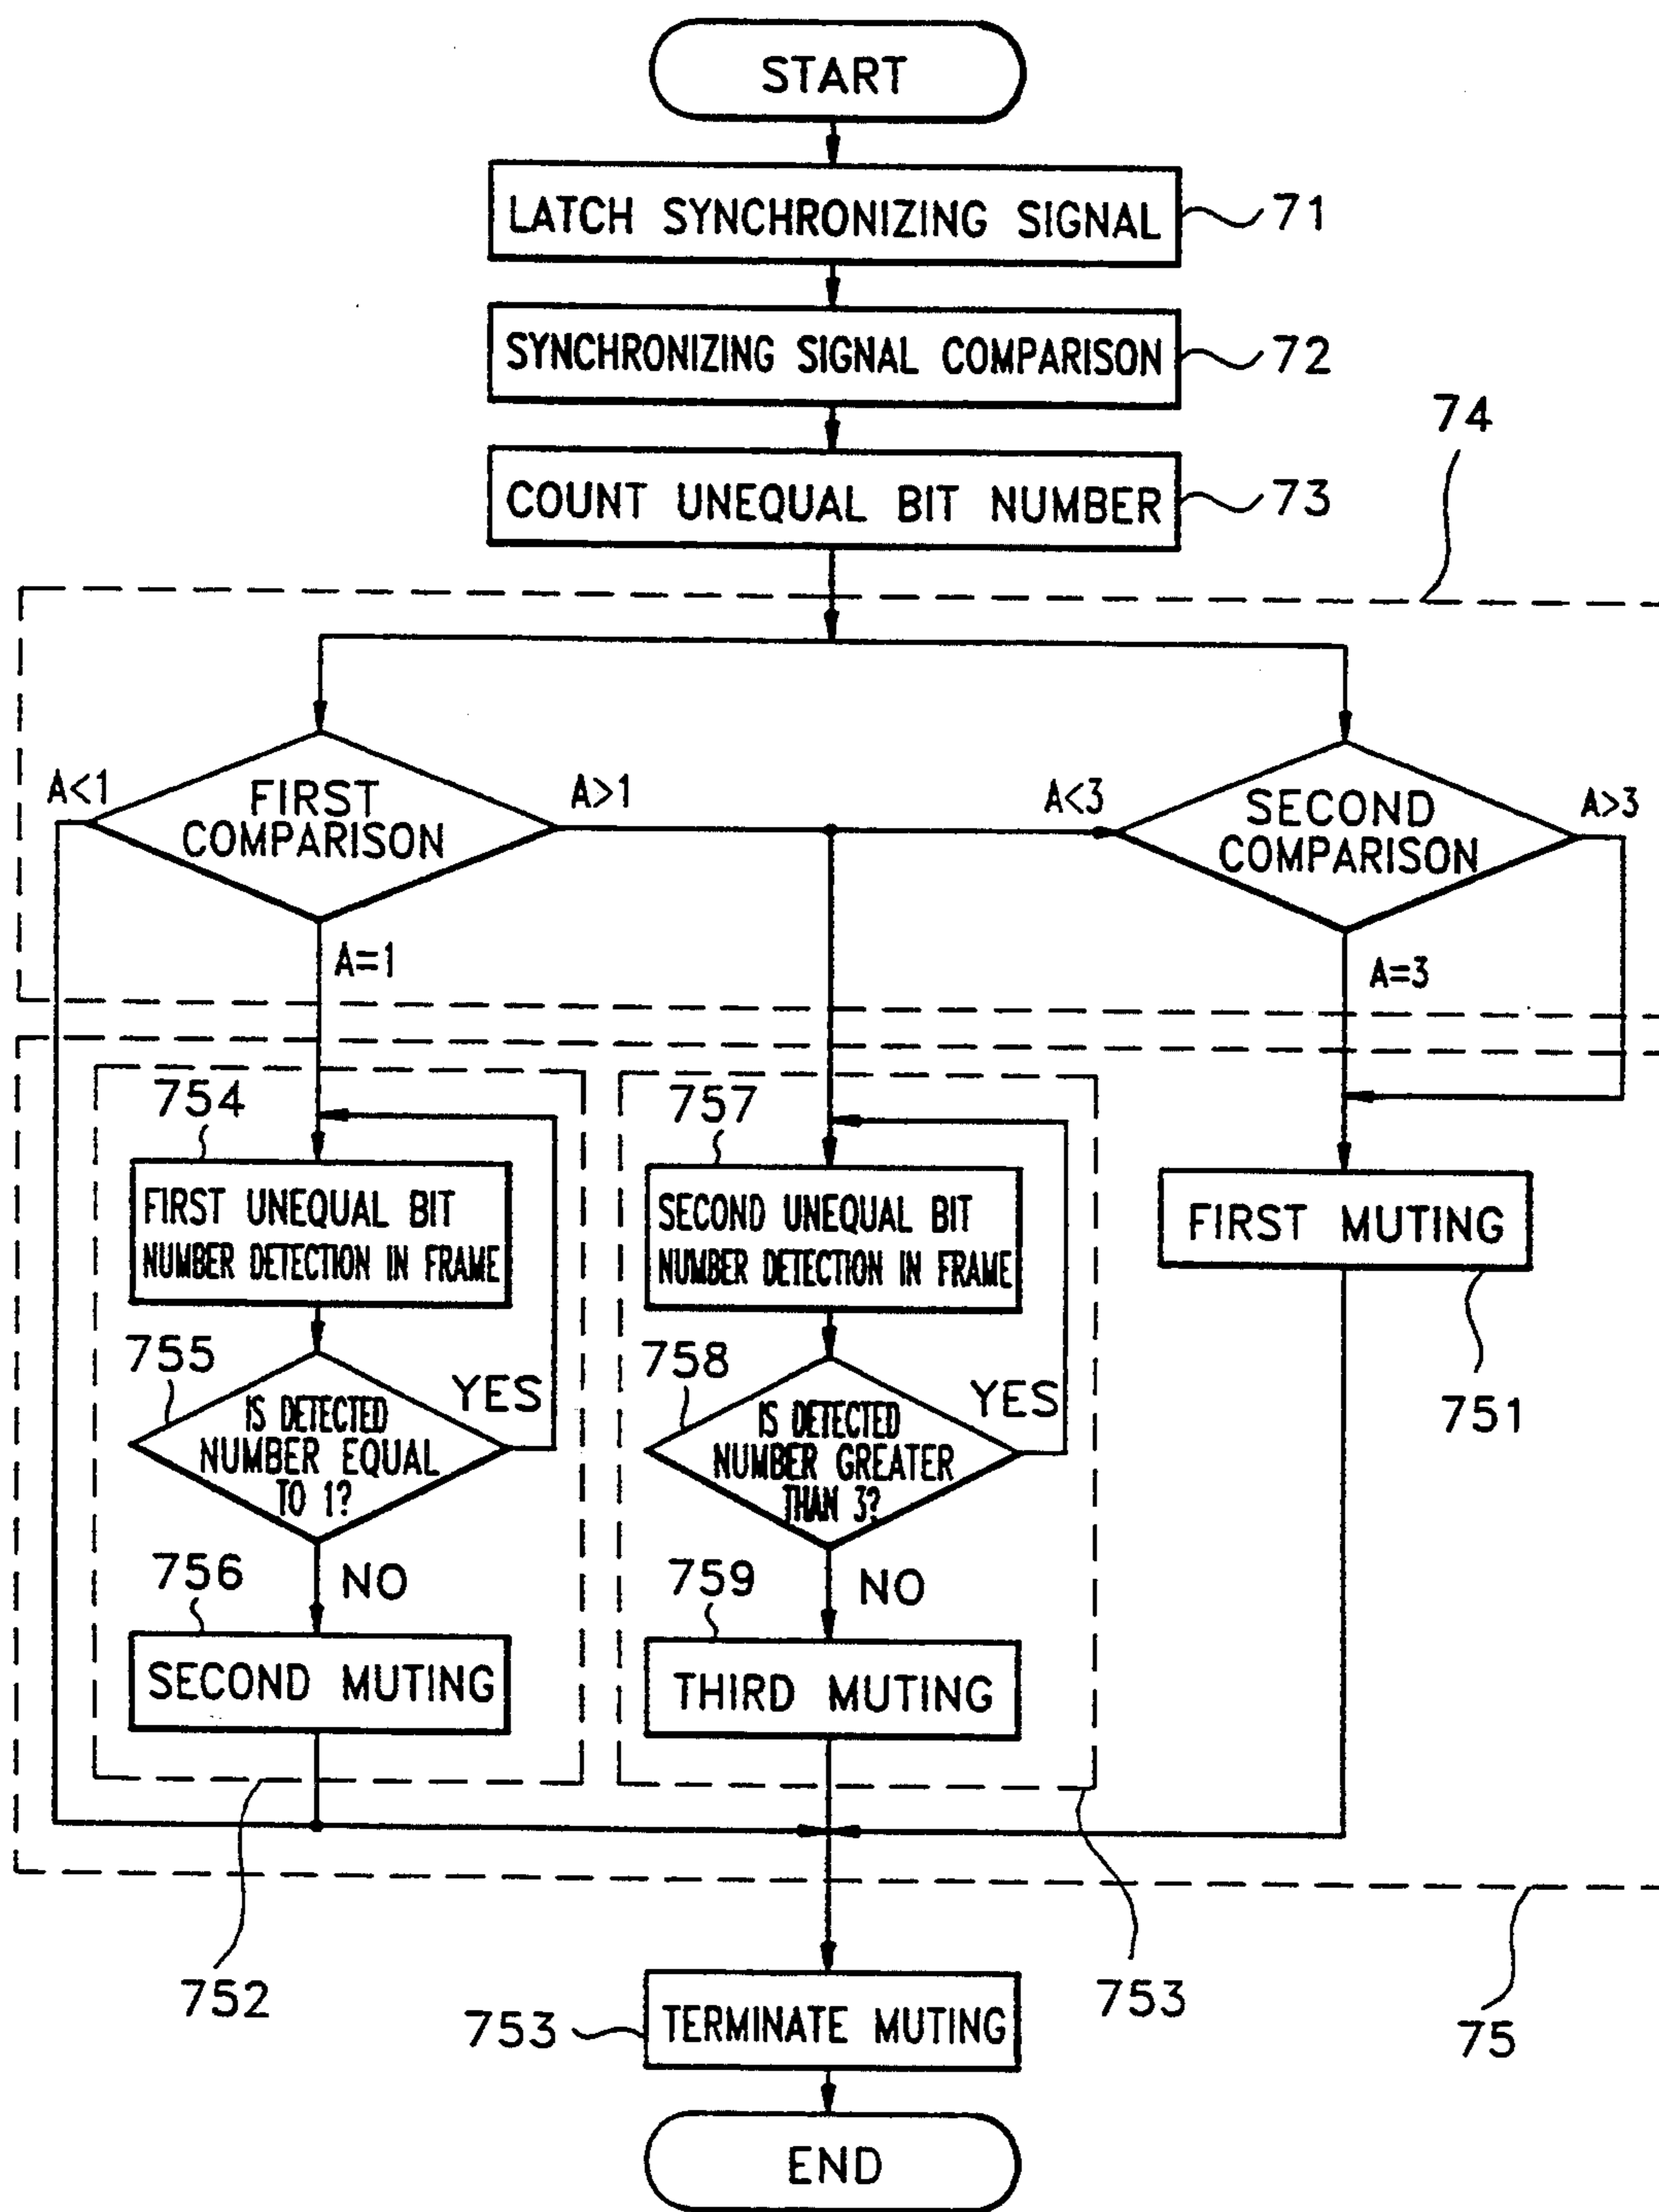 START
LATCH SYNCHRONIZING SIGNAL
71
SYNCHRONIZING SIGNAL COMPARISON
72
74
COUNT UNEQUAL BIT NUMBER
73
A<1
FIRST
COMPARISON
A>1
A<3
SECOND
COMPARISON
A>3
A=1
A=3
754
FIRST UNEQUAL BIT
NUMBER DETECTION IN FRAME
757
SECOND UNEQUAL BIT
NUMBER DETECTION IN FRAME
FIRST MUTING
751
755
IS DETECTED
NUMBER EQUAL
TO 1?
YES
758
IS DETECTED
NUMBER GREATER
THAN 3?
YES
756
NO
SECOND MUTING
759
NO
THIRD MUTING
752
753
75
753
TERMINATE MUTING
END